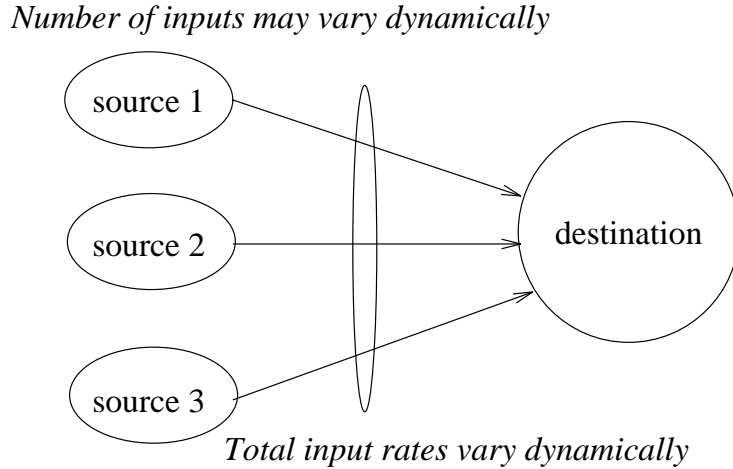 Number of inputs may vary dynamically
source 1
source 2
destination
source 3
Total input rates vary dynamically